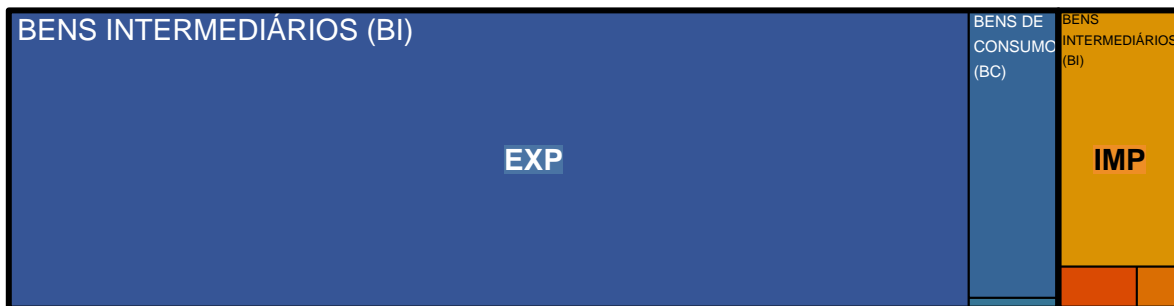 BENS INTERMEDIÁRIOS (BI)
EXP
BENS DE
CONSUMO
(BC)
BENS
INTERMEDIÁRIOS
(BI)
IMP